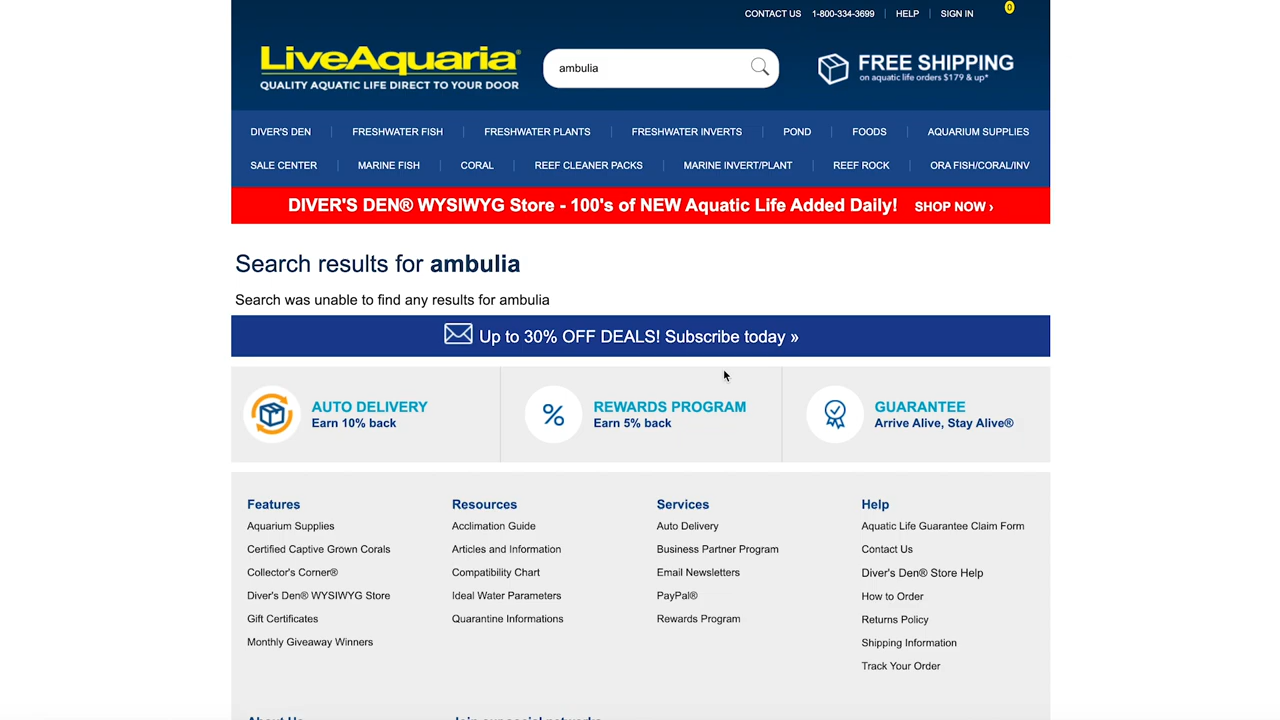 CONTACT US 1-800-334-3699 HELP SIGN IN 0
LiveAquaria®
QUALITY AQUATIC LIFE DIRECT TO YOUR DOOR
ambulia
FREE SHIPPING
on aquatic life orders $179 & up*
DIVER'S DEN FRESHWATER FISH FRESHWATER PLANTS FRESHWATER INVERTS POND FOODS AQUARIUM SUPPLIES
SALE CENTER MARINE FISH CORAL REEF CLEANER PACKS MARINE INVERT/PLANT REEF ROCK ORA FISH/CORAL/INV
DIVER'S DEN® WYSIWYG Store - 100's of NEW Aquatic Life Added Daily! SHOP NOW ›
Search results for ambulia
Search was unable to find any results for ambulia
Up to 30% OFF DEALS! Subscribe today »
AUTO DELIVERY
Earn 10% back
REWARDS PROGRAM
Earn 5% back
GUARANTEE
Arrive Alive, Stay Alive®
Features
Aquarium Supplies
Certified Captive Grown Corals
Collector's Corner®
Diver's Den® WYSIWYG Store
Gift Certificates
Monthly Giveaway Winners
Resources
Acclimation Guide
Articles and Information
Compatibility Chart
Ideal Water Parameters
Quarantine Informations
Services
Auto Delivery
Business Partner Program
Email Newsletters
PayPal®
Rewards Program
Help
Aquatic Life Guarantee Claim Form
Contact Us
Diver's Den® Store Help
How to Order
Returns Policy
Shipping Information
Track Your Order
About Us
Join our social networks